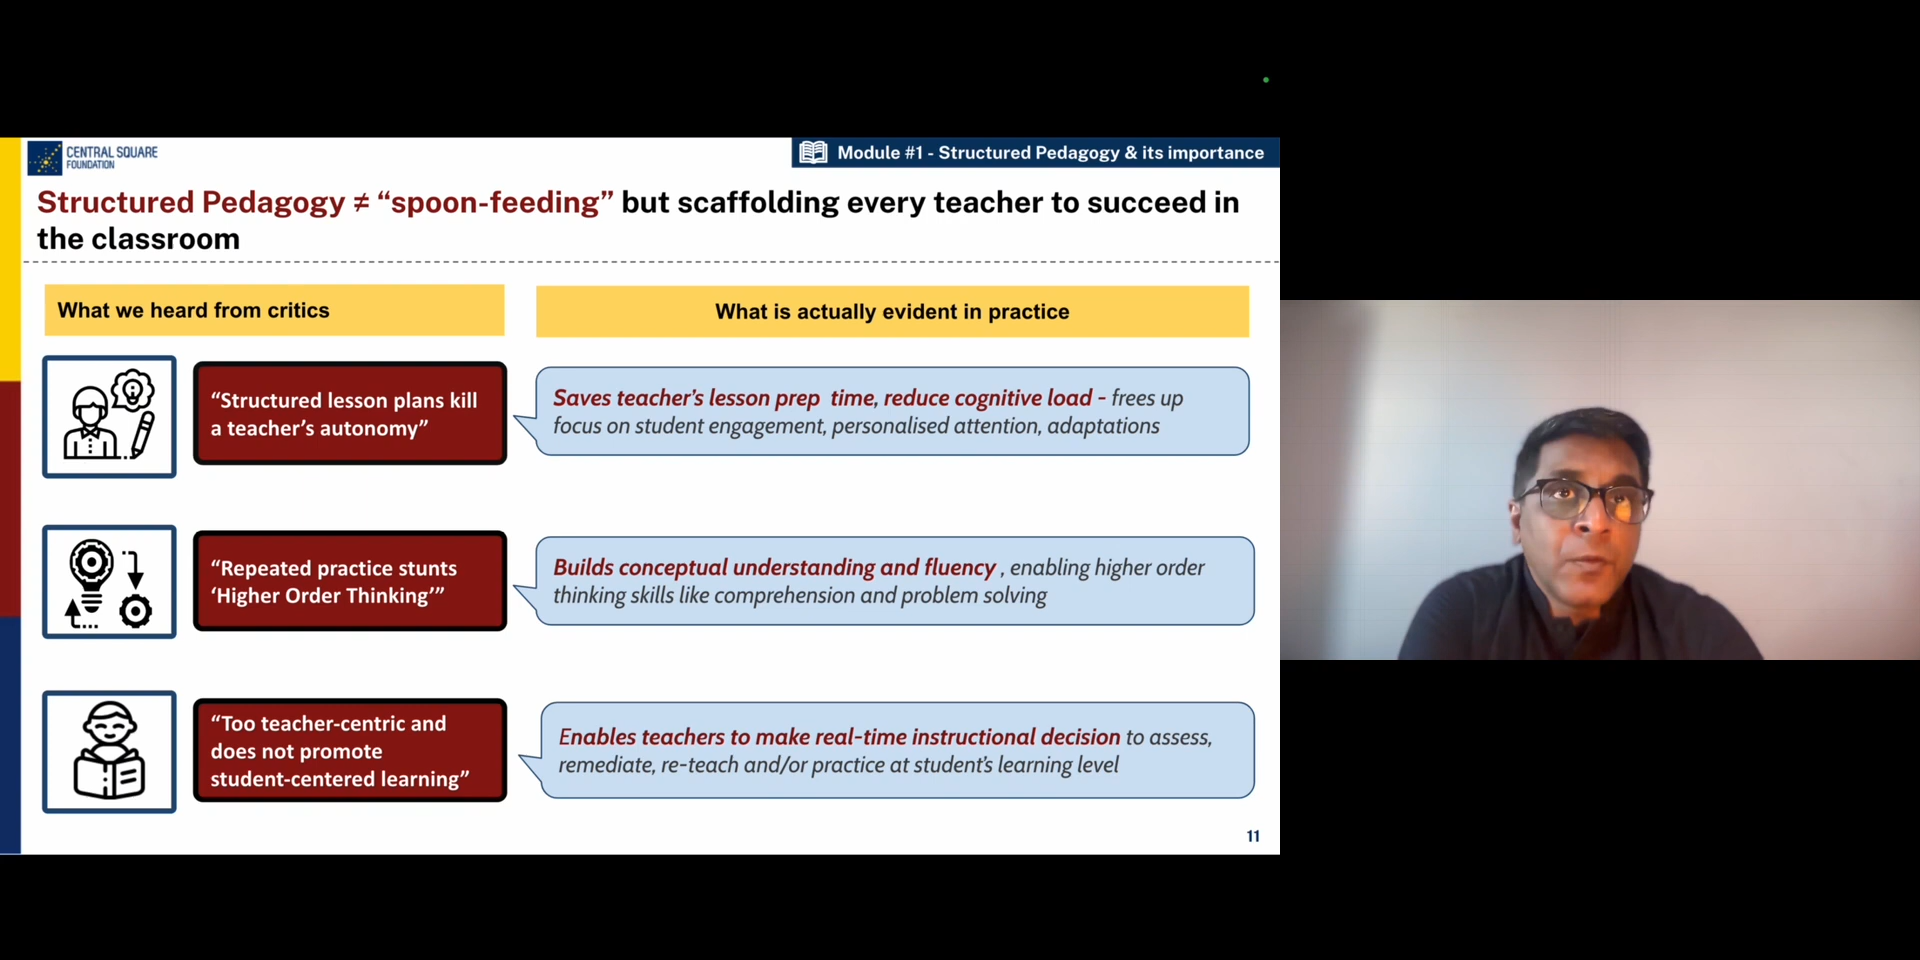 CENTRAL SQUARE
FOUNDATION
Module #1 - Structured Pedagogy & its importance
Structured Pedagogy ≠ “spoon-feeding” but scaffolding every teacher to succeed in
the classroom
What we heard from critics
What is actually evident in practice
“Structured lesson plans kill
a teacher’s autonomy”
Saves teacher’s lesson prep time, reduce cognitive load - frees up
focus on student engagement, personalised attention, adaptations
“Repeated practice stunts
‘Higher Order Thinking’”
Builds conceptual understanding and fluency , enabling higher order
thinking skills like comprehension and problem solving
“Too teacher-centric and
does not promote
student-centered learning”
Enables teachers to make real-time instructional decision to assess,
remediate, re-teach and/or practice at student’s learning level
11